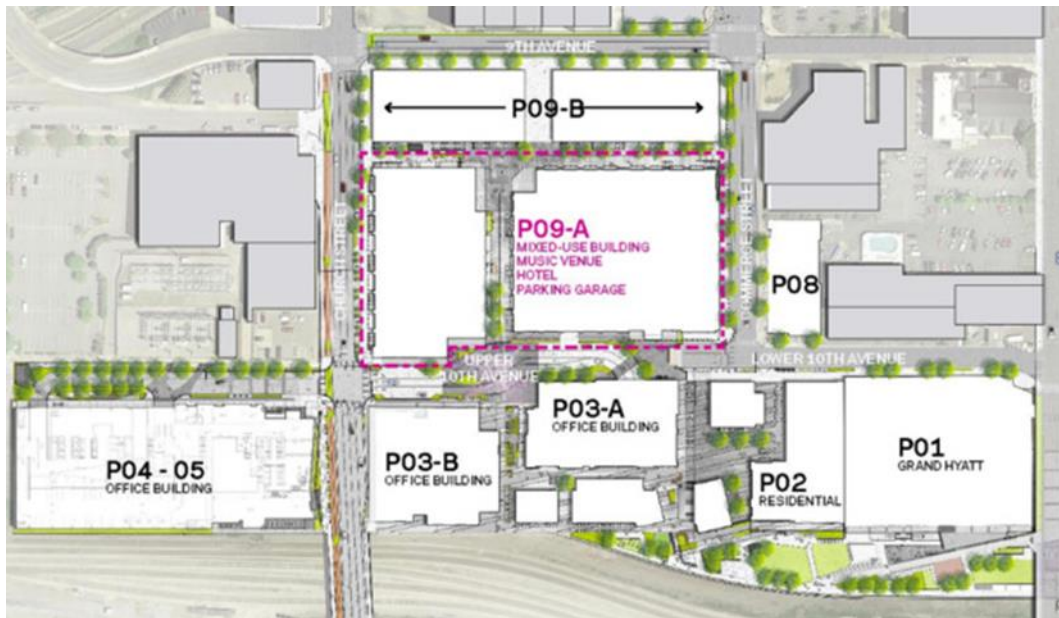 9TH AVENUE
P09-B
CHURCH STREET
P09-A
MIXED-USE BUILDING
MUSIC VENUE
HOTEL
PARKING GARAGE
COMMERCE STREET
P08
UPPER
10TH AVENUE
LOWER 10TH AVENUE
P04 - 05
OFFICE BUILDING
P03-B
OFFICE BUILDING
P03-A
OFFICE BUILDING
P02
RESIDENTIAL
P01
GRAND HYATT